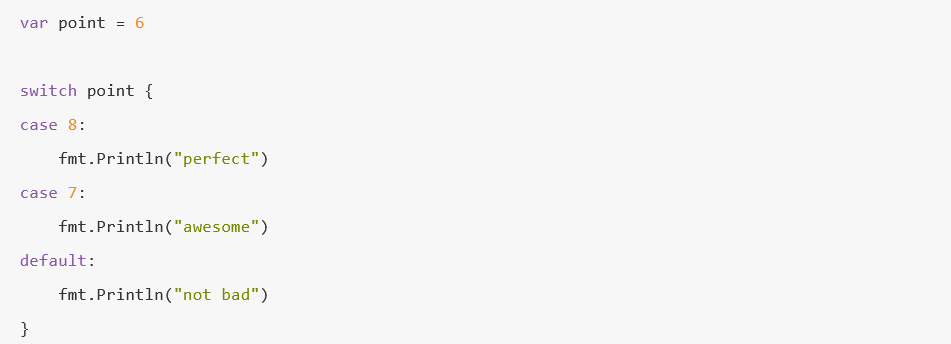 var point = 6
switch point {
case 8:
    fmt.Println("perfect")
case 7:
    fmt.Println("awesome")
default:
    fmt.Println("not bad")
}